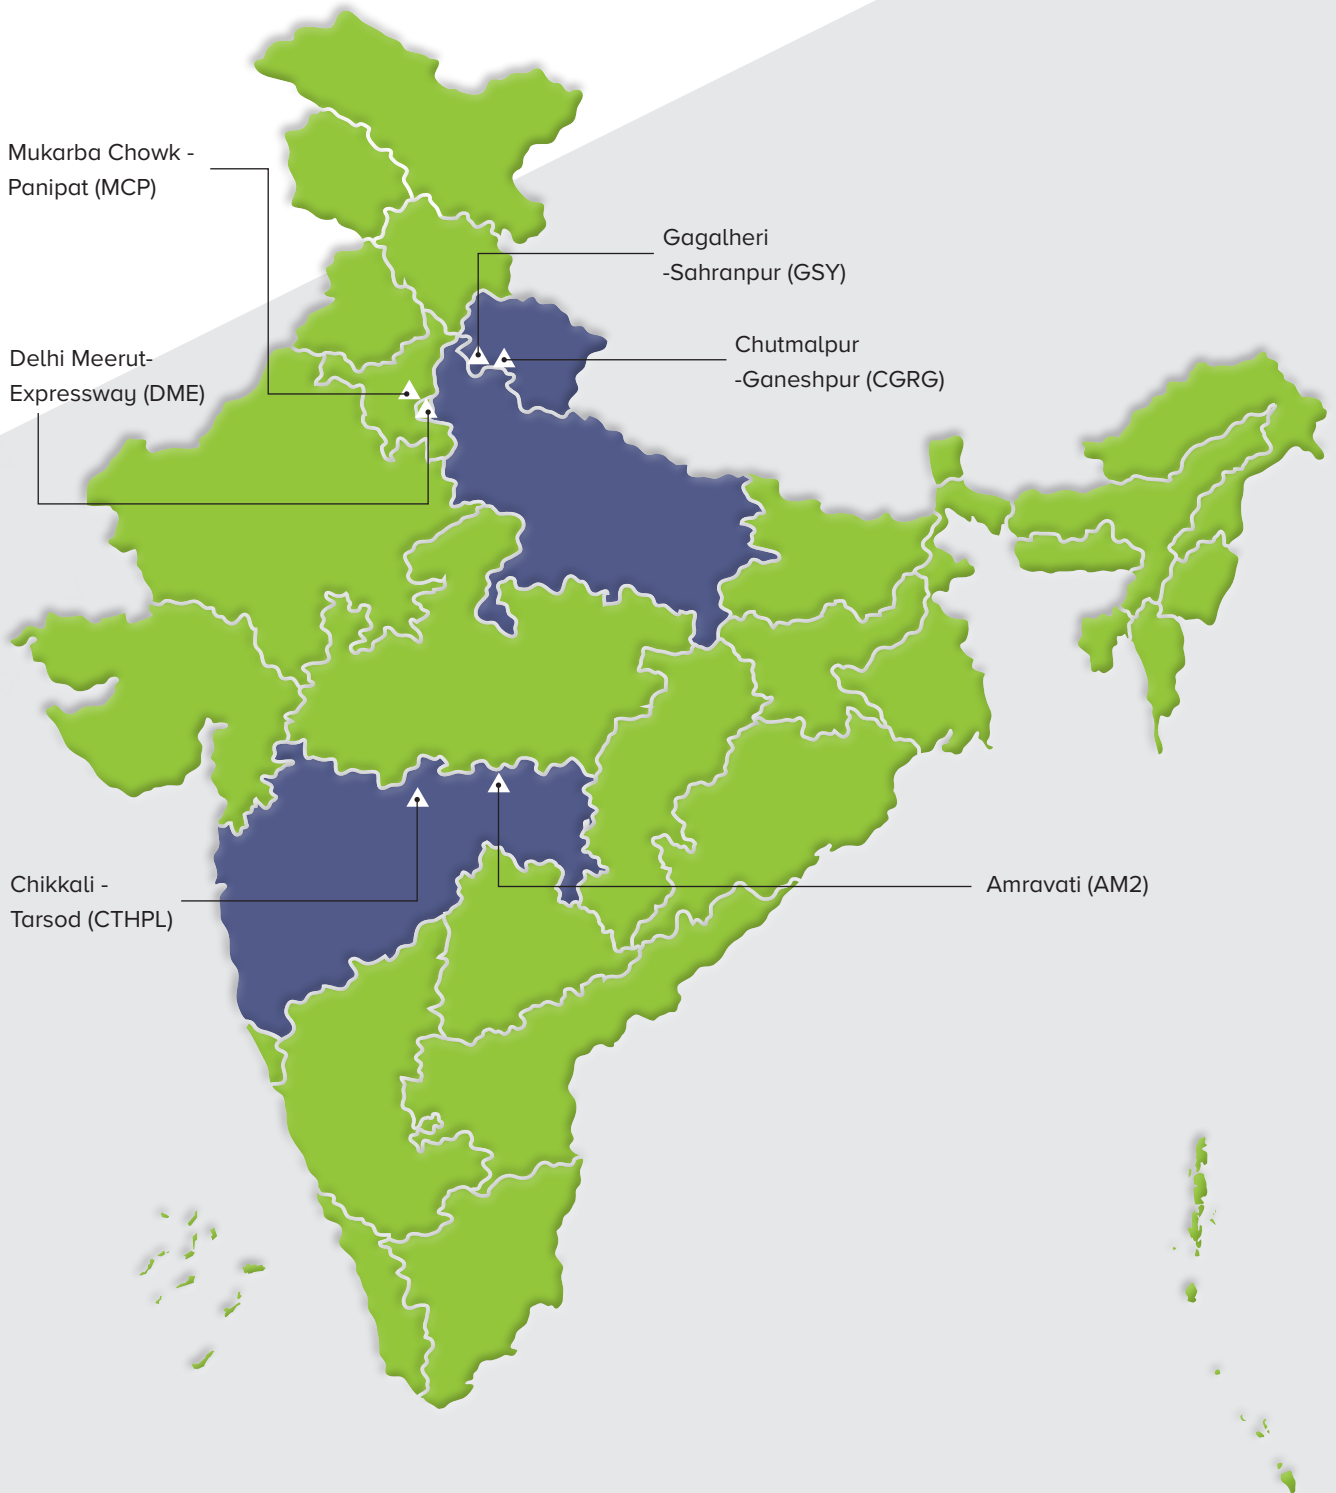 Mukarba Chowk -
Panipat (MCP)
Gagalheri
-Sahranpur (GSY)
Delhi Meerut-
Expressway (DME)
Chutmalpur
-Ganeshpur (CGRG)
Chikkali -
Tarsod (CTHPL)
Amravati (AM2)